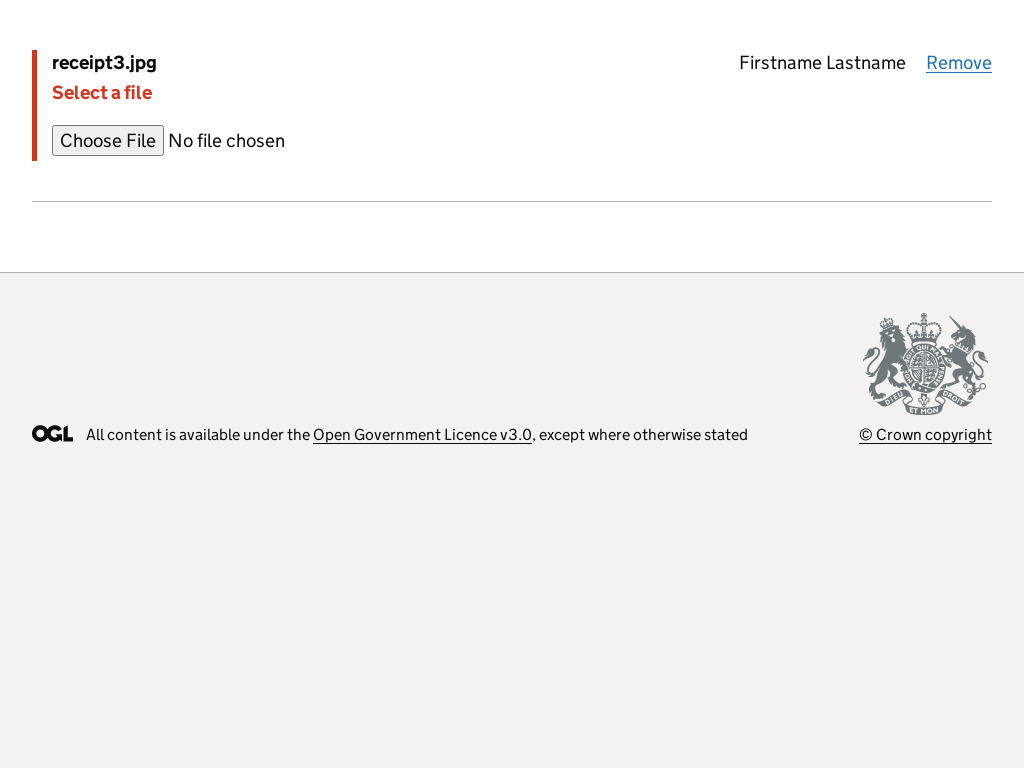 receipt3.jpg
Firstname Lastname Remove
Select a file
Choose File No file chosen
DIEU ET MON DROIT
OGL All content is available under the Open Government Licence v3.0, except where otherwise stated
© Crown copyright